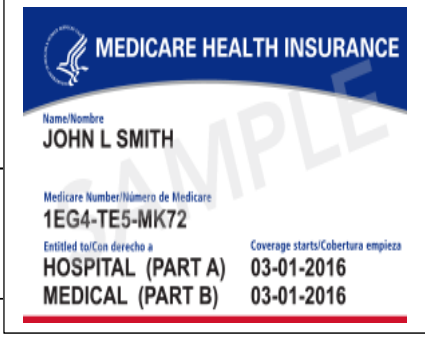 MEDICARE HEALTH INSURANCE
SAMPLE
Name/Nombre
JOHN L SMITH
Medicare Number/Número de Medicare
1EG4-TE5-MK72
Entitled to/Con derecho a Coverage starts/Cobertura empieza
HOSPITAL (PART A) 03-01-2016
MEDICAL (PART B) 03-01-2016